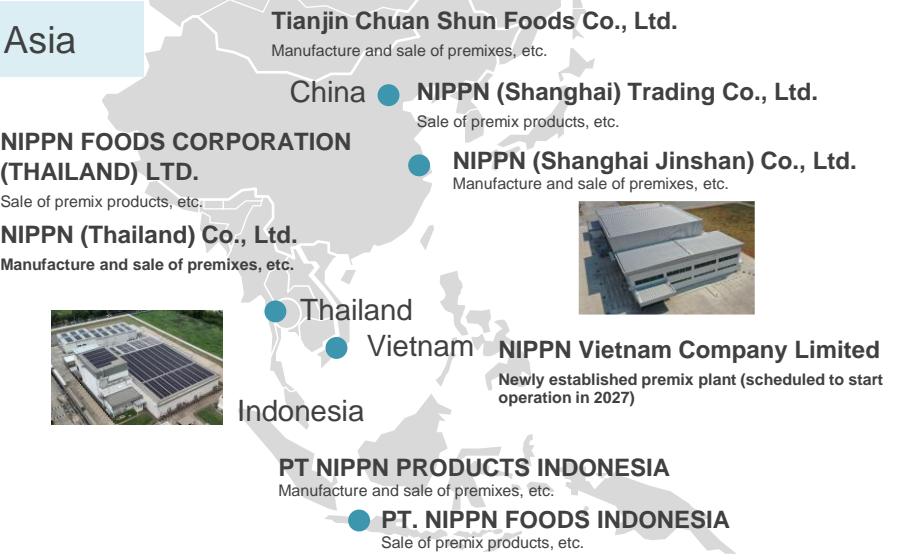 Asia
Tianjin Chuan Shun Foods Co., Ltd.
Manufacture and sale of premixes, etc.
China
NIPPN (Shanghai) Trading Co., Ltd.
Sale of premix products, etc.
NIPPN FOODS CORPORATION
(THAILAND) LTD.
Sale of premix products, etc.
NIPPN (Shanghai Jinshan) Co., Ltd.
Manufacture and sale of premixes, etc.
NIPPN (Thailand) Co., Ltd.
Manufacture and sale of premixes, etc.
Thailand
Vietnam
NIPPN Vietnam Company Limited
Newly established premix plant (scheduled to start
operation in 2027)
Indonesia
PT NIPPN PRODUCTS INDONESIA
Manufacture and sale of premixes, etc.
PT. NIPPN FOODS INDONESIA
Sale of premix products, etc.